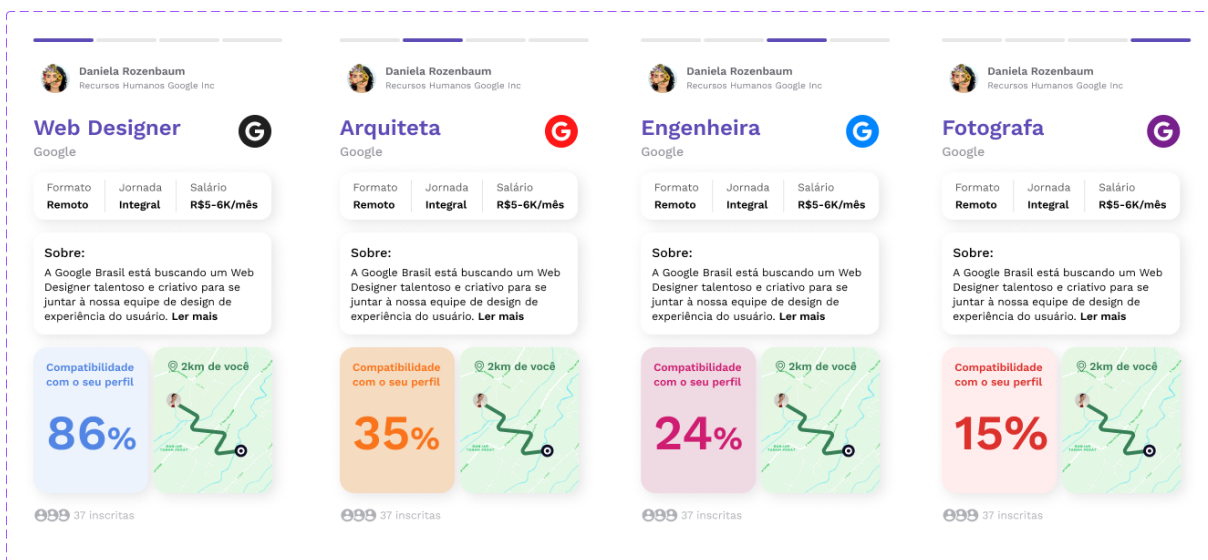 Daniela Rozenbaum
Recursos Humanos Google Inc
Web Designer
G
Google
Formato Jornada Salário
Remoto Integral R$5-6K/mês
Sobre:
A Google Brasil está buscando um Web
Designer talentoso e criativo para se
juntar à nossa equipe de design de
experiência do usuário. Ler mais
Compatibilidade
com o seu perfil
86%
2km de você
37 inscritas
Daniela Rozenbaum
Recursos Humanos Google Inc
Arquiteta
G
Google
Formato Jornada Salário
Remoto Integral R$5-6K/mês
Sobre:
A Google Brasil está buscando um Web
Designer talentoso e criativo para se
juntar à nossa equipe de design de
experiência do usuário. Ler mais
Compatibilidade
com o seu perfil
35%
2km de você
37 inscritas
Daniela Rozenbaum
Recursos Humanos Google Inc
Engenheira
G
Google
Formato Jornada Salário
Remoto Integral R$5-6K/mês
Sobre:
A Google Brasil está buscando um Web
Designer talentoso e criativo para se
juntar à nossa equipe de design de
experiência do usuário. Ler mais
Compatibilidade
com o seu perfil
24%
2km de você
37 inscritas
Daniela Rozenbaum
Recursos Humanos Google Inc
Fotografa
G
Google
Formato Jornada Salário
Remoto Integral R$5-6K/mês
Sobre:
A Google Brasil está buscando um Web
Designer talentoso e criativo para se
juntar à nossa equipe de design de
experiência do usuário. Ler mais
Compatibilidade
com o seu perfil
15%
2km de você
37 inscritas